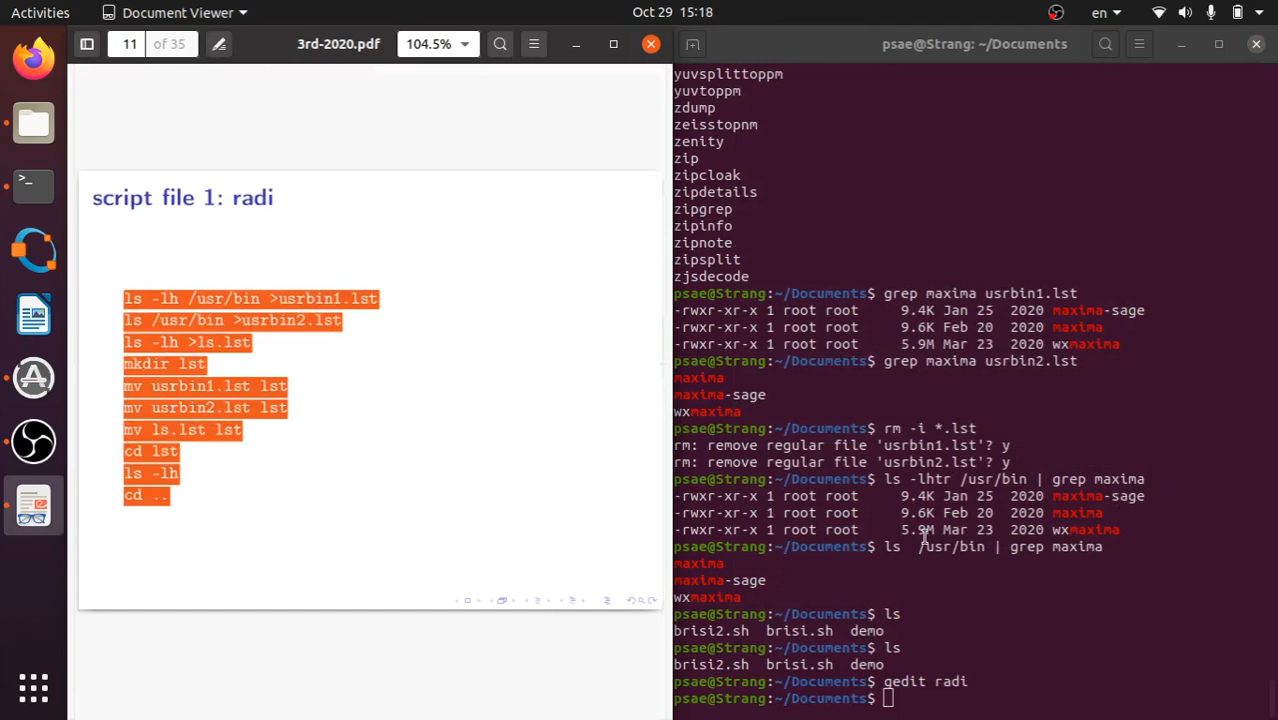 Activities
Document Viewer
Oct 29 15:18
en
11 of 35
3rd-2020.pdf
104.5%
script file 1: radi
ls -lh /usr/bin >usrbin1.lst
ls /usr/bin >usrbin2.lst
ls -lh >ls.lst
mkdir lst
mv usrbin1.lst lst
mv usrbin2.lst lst
mv ls.lst lst
cd lst
ls -lh
cd ..
psae@Strang:~/Documents
yuvsplittoppm
yuvtoppm
zdump
zeisstopnm
zenity
zip
zipcloak
zipdetails
zipgrep
zipinfo
zipnote
zipsplit
zjsdecode
psae@Strang:~/Documents$ grep maxima usrbin1.lst
-rwxr-xr-x 1 root root 9.4K Jan 25 2020 maxima-sage
-rwxr-xr-x 1 root root 9.6K Feb 20 2020 maxima
-rwxr-xr-x 1 root root 5.9M Mar 23 2020 wxmaxima
psae@Strang:~/Documents$ grep maxima usrbin2.lst
maxima
maxima-sage
wxmaxima
psae@Strang:~/Documents$ rm -i *.lst
rm: remove regular file 'usrbin1.lst'? y
rm: remove regular file 'usrbin2.lst'? y
psae@Strang:~/Documents$ ls -lhtr /usr/bin | grep maxima
-rwxr-xr-x 1 root root 9.4K Jan 25 2020 maxima-sage
-rwxr-xr-x 1 root root 9.6K Feb 20 2020 maxima
-rwxr-xr-x 1 root root 5.9M Mar 23 2020 wxmaxima
psae@Strang:~/Documents$ ls /usr/bin | grep maxima
maxima
maxima-sage
wxmaxima
psae@Strang:~/Documents$ ls
brisi2.sh brisi.sh demo
psae@Strang:~/Documents$ ls
brisi2.sh brisi.sh demo
psae@Strang:~/Documents$ gedit radi
psae@Strang:~/Documents$